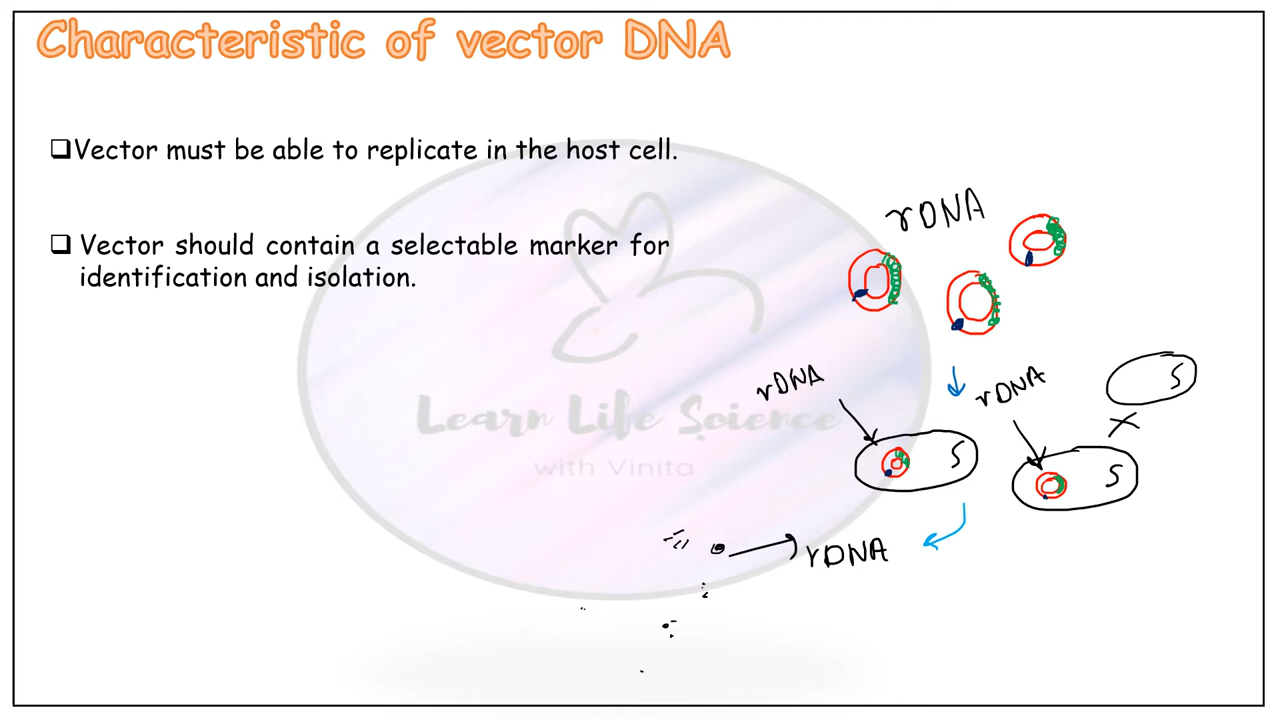 Characteristic of vector DNA
❑Vector must be able to replicate in the host cell.
❑ Vector should contain a selectable marker for
identification and isolation.
rDNA
rDNA
rDNA
S
S
S
rDNA
Learn Life Science
with Vinita